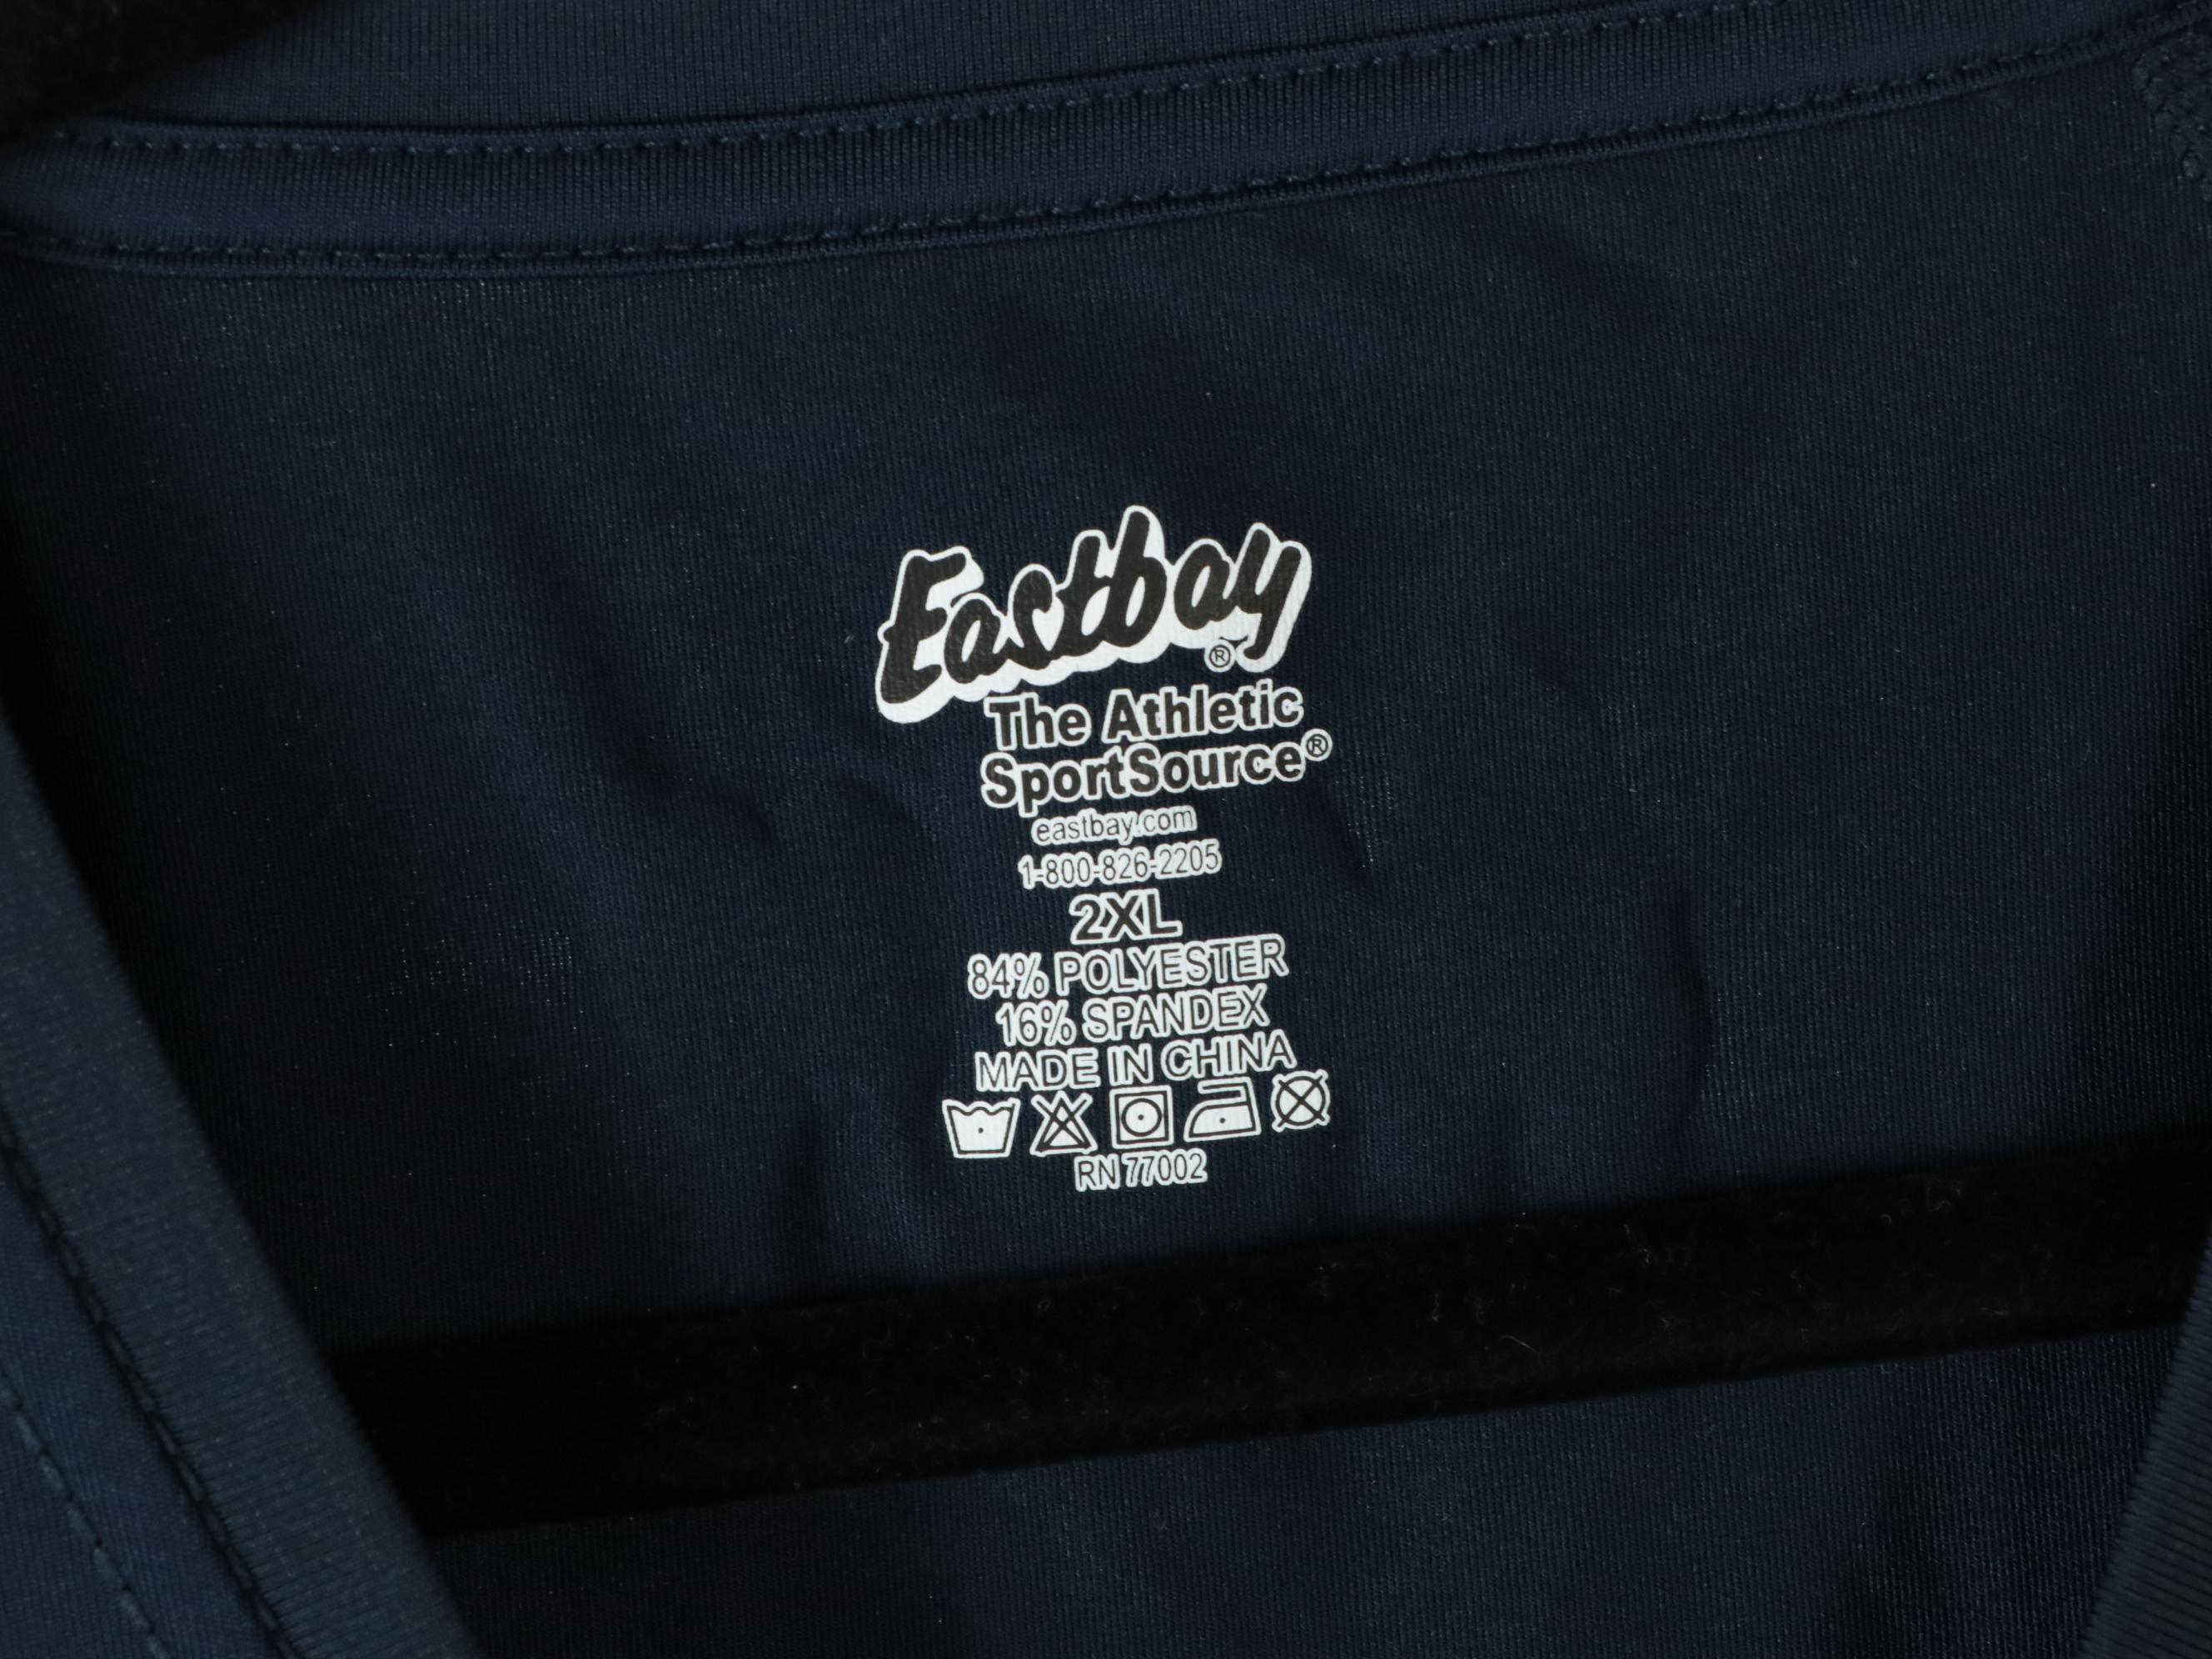 Eastbay®
The Athletic
SportSource®
eastbay.com
1-800-826-2205
2XL
84% POLYESTER
16% SPANDEX
MADE IN CHINA
RN 77002